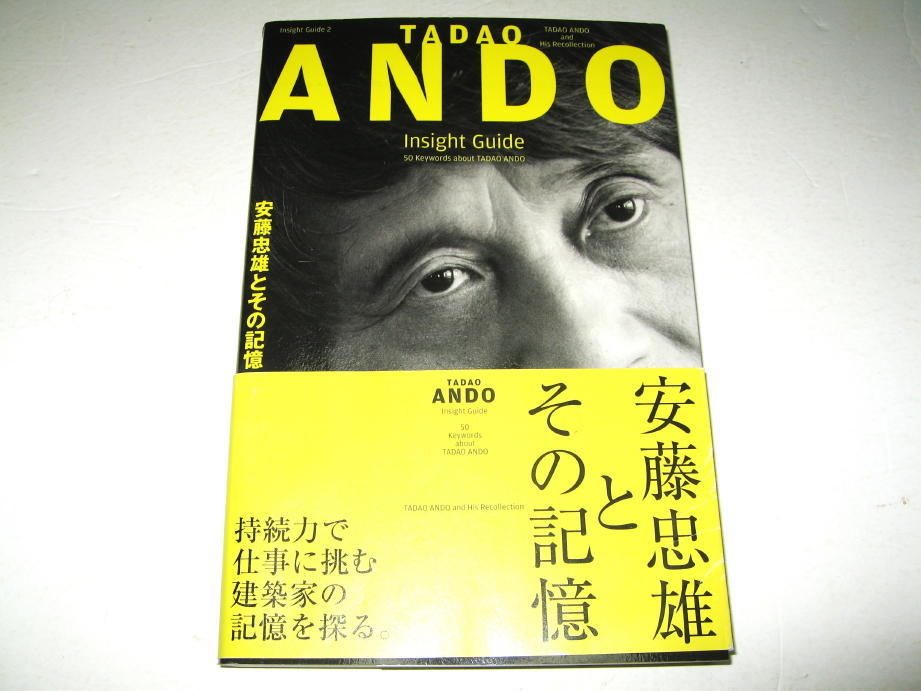 Insight Guide 2
TADAO
ANDO
TADAO ANDO
and
His Recollection
Insight Guide
50 Keywords about TADAO ANDO
安藤忠雄とその記憶
TADAO
ANDO
Insight Guide
50
Keywords
about
TADAO ANDO
TADAO ANDO and His Recollection
安藤忠雄
と
その記憶
持続力で
仕事に挑む
建築家の
記憶を探る。